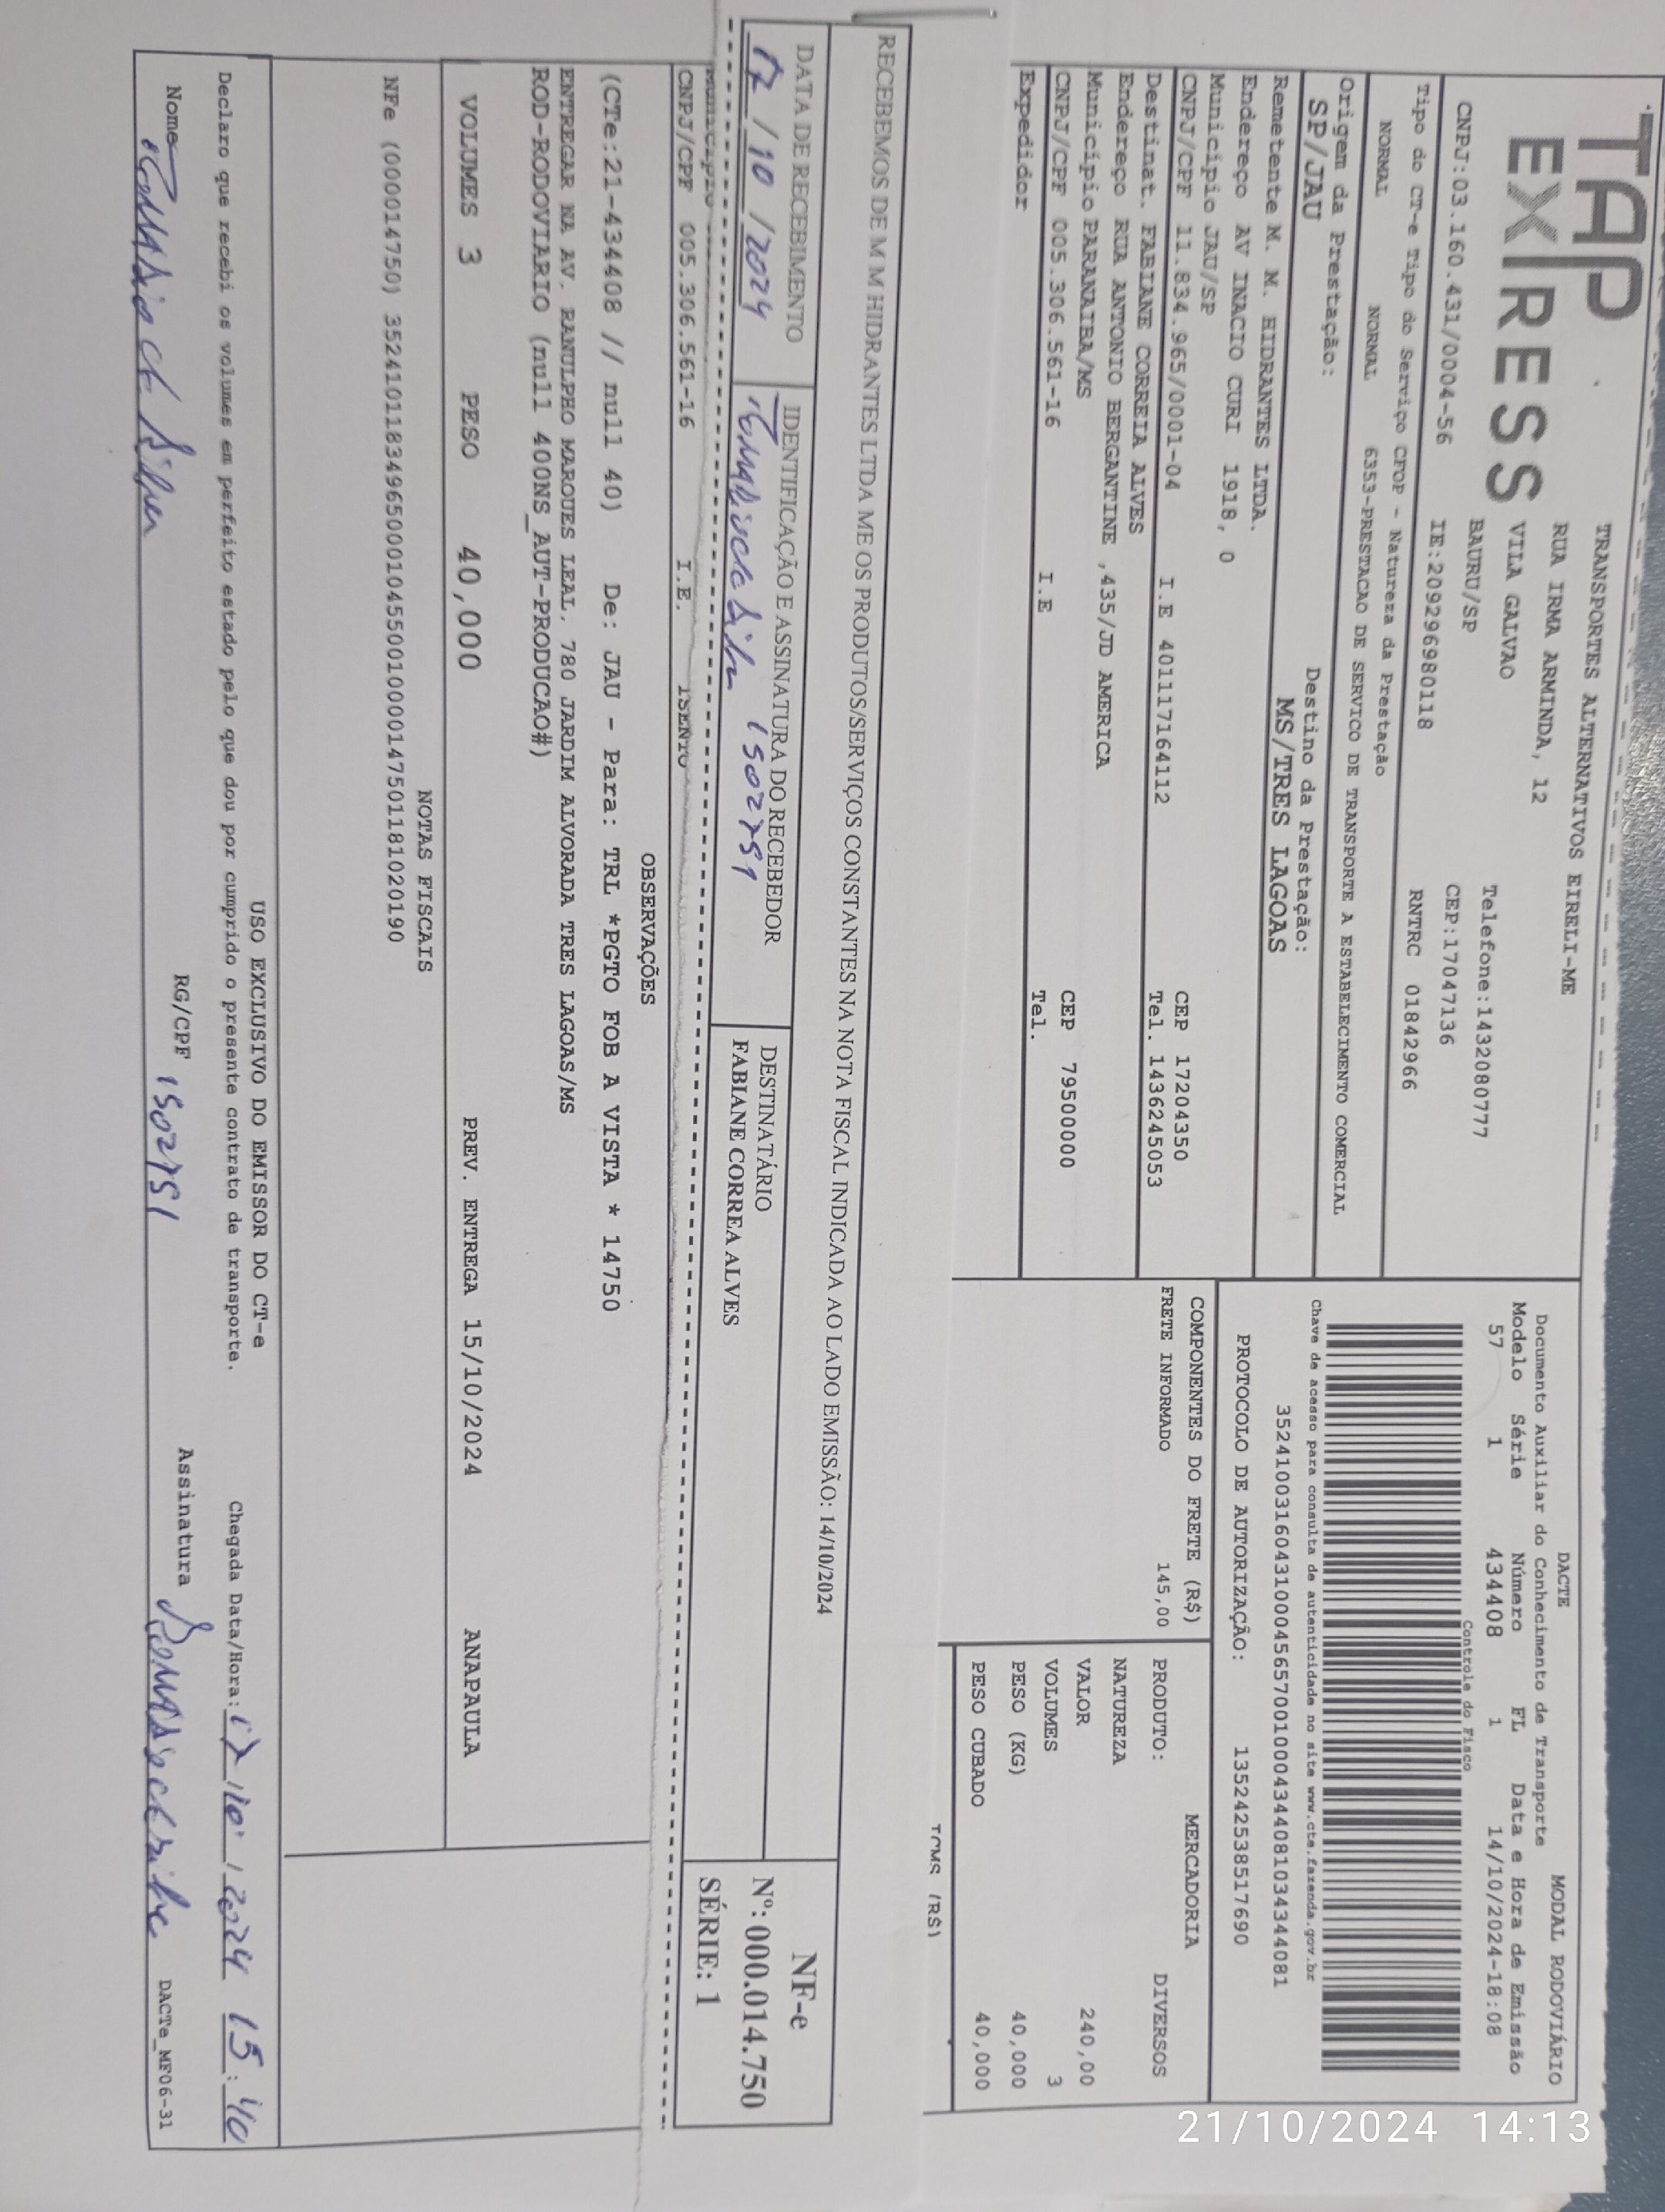 TAP
EXPRESS
TRANSPORTES ALTERNATIVOS EIRELI-ME
RUA IRMA ARMINDA, 12
VILA GALVAO
BAURU/SP
Telefone:1432080777
CEP:17047136
CNPJ:03.160.431/0004-56
IE:209296980118
RNTRC 01842966
Tipo do CT-e Tipo do Serviço CFOP - Natureza da Prestação
NORMAL NORMAL 6353-PRESTACAO DE SERVICO DE TRANSPORTE A ESTABELECIMENTO COMERCIAL
Origem da Prestação: Destino da Prestação:
SP/JAU MS/TRES LAGOAS
Remetente M. M. HIDRANTES LTDA.
Endereço AV INACIO CURI 1918, 0
Município JAU/SP CEP 17204350
CNPJ/CPF 11.834.965/0001-04 I.E 401117164112 Tel. 1436245053
Destinat. FABIANE CORREIA ALVES
Endereço RUA ANTONIO BERGANTINE ,435/JD AMERICA
Município PARANAIBA/MS CEP 79500000
CNPJ/CPF 005.306.561-16 I.E Tel.
Expedidor
DACTE MODAL RODOVIÁRIO
Documento Auxiliar do Conhecimento de Transporte
Modelo Série Número FL Data e Hora de Emissão
57 1 434408 1 14/10/2024-18:08
Controle do Fisco
Chave de acesso para consulta de autenticidade no site www.cte.fazenda.gov.br
35241003160431000456570010004344081034344081
PROTOCOLO DE AUTORIZAÇÃO: 135242538517690
COMPONENTES DO FRETE (R$)
FRETE INFORMADO 145,00
MERCADORIA
PRODUTO: DIVERSOS
NATUREZA
VALOR 240,00
VOLUMES 3
PESO (KG) 40,000
PESO CUBADO 40,000
ICMS (R$)
RECEBEMOS DE M M HIDRANTES LTDA ME OS PRODUTOS/SERVIÇOS CONSTANTES NA NOTA FISCAL INDICADA AO LADO EMISSÃO: 14/10/2024
DATA DE RECEBIMENTO
17/10/2024
IDENTIFICAÇÃO E ASSINATURA DO RECEBEDOR
1502751
DESTINATÁRIO
FABIANE CORREA ALVES
NF-e
Nº: 000.014.750
SÉRIE: 1
CNPJ/CPF 005.306.561-16 I.E. ISENTO
OBSERVAÇÕES
(CTe:21-434408 // null 40) De: JAU - Para: TRL *PGTO FOB A VISTA * 14750
ENTREGAR NA AV. RANULPHO MARQUES LEAL, 780 JARDIM ALVORADA TRES LAGOAS/MS
ROD-RODOVIARIO (null 400NS_AUT-PRODUCAO#)
VOLUMES 3 PESO 40,000 PREV. ENTREGA 15/10/2024 ANAPAULA
NOTAS FISCAIS
NFe (000014750) 35241011834965000104550010000147501181020190
USO EXCLUSIVO DO EMISSOR DO CT-e
Declaro que recebi os volumes em perfeito estado pelo que dou por cumprido o presente contrato de transporte.
Chegada Data/Hora: 17/10/2024 15:40
Nome RG/CPF 1502751 Assinatura
DACTe_MF06-31
21/10/2024 14:13